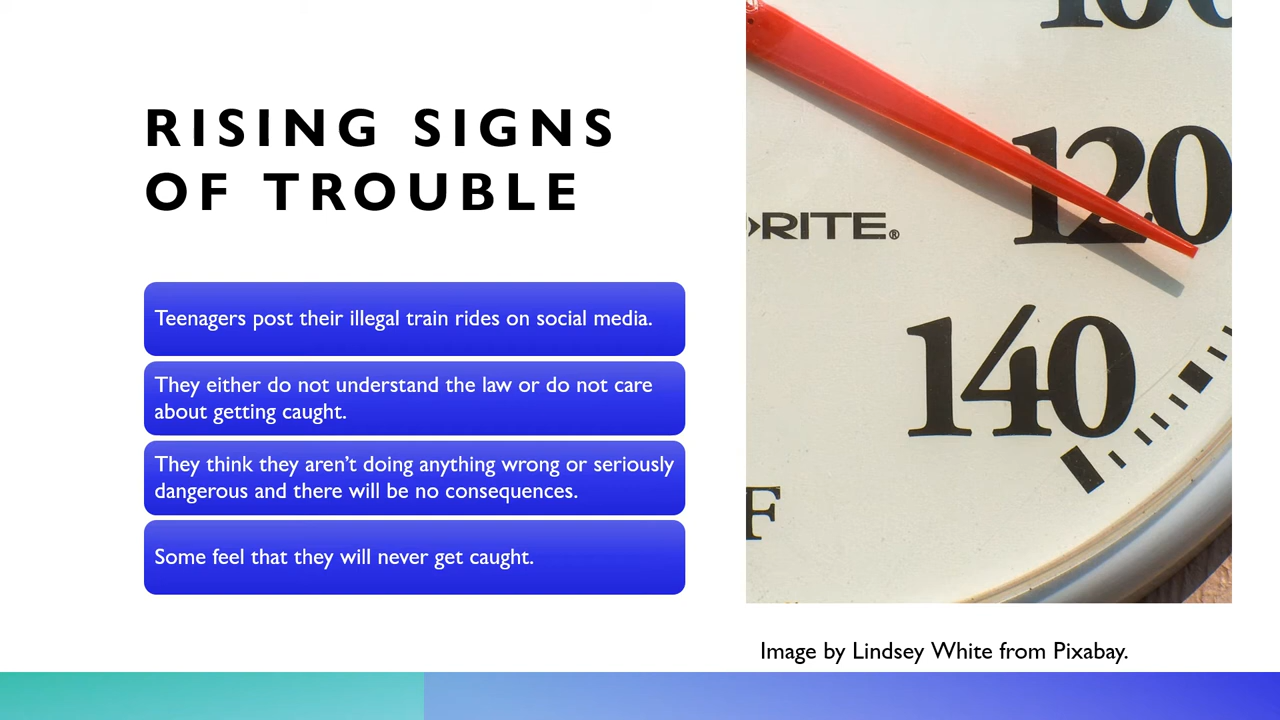 RISING SIGNS
OF TROUBLE
Teenagers post their illegal train rides on social media.
They either do not understand the law or do not care
about getting caught.
They think they aren’t doing anything wrong or seriously
dangerous and there will be no consequences.
Some feel that they will never get caught.
100
120
RITE®
140
F
Image by Lindsey White from Pixabay.